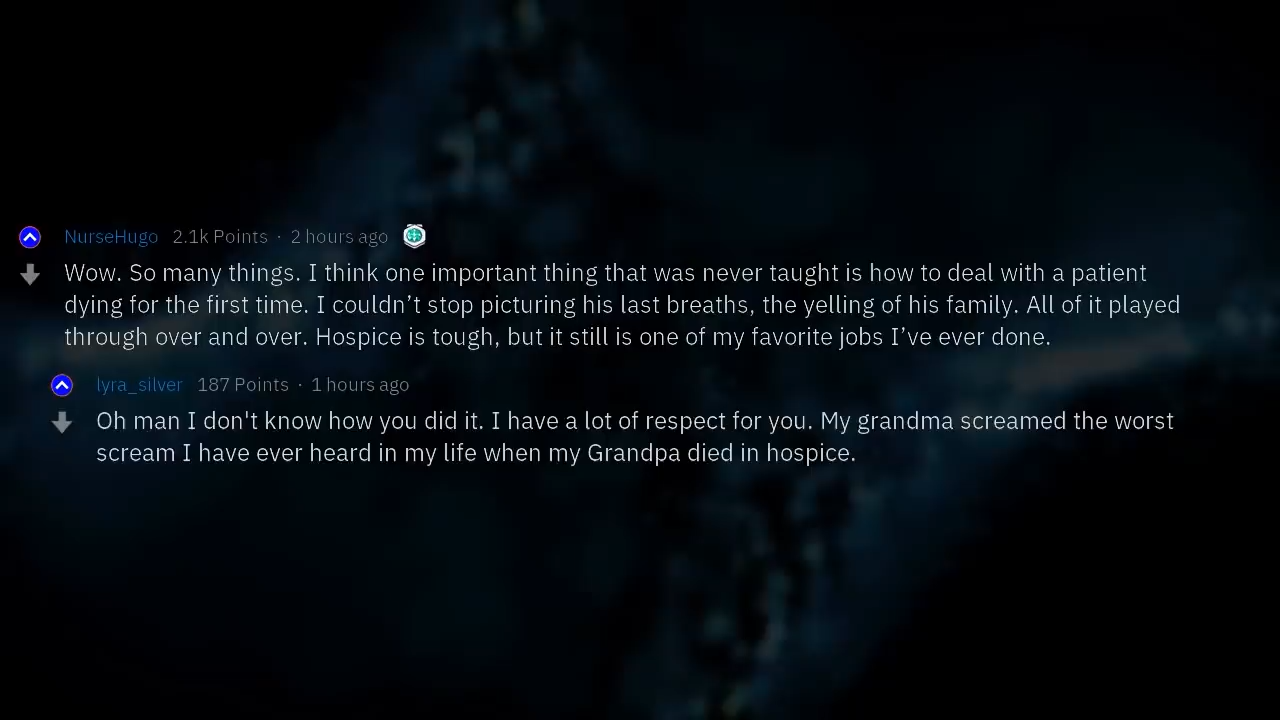 NurseHugo 2.1k Points · 2 hours ago
Wow. So many things. I think one important thing that was never taught is how to deal with a patient
dying for the first time. I couldn’t stop picturing his last breaths, the yelling of his family. All of it played
through over and over. Hospice is tough, but it still is one of my favorite jobs I’ve ever done.
lyra_silver 187 Points · 1 hours ago
Oh man I don't know how you did it. I have a lot of respect for you. My grandma screamed the worst
scream I have ever heard in my life when my Grandpa died in hospice.